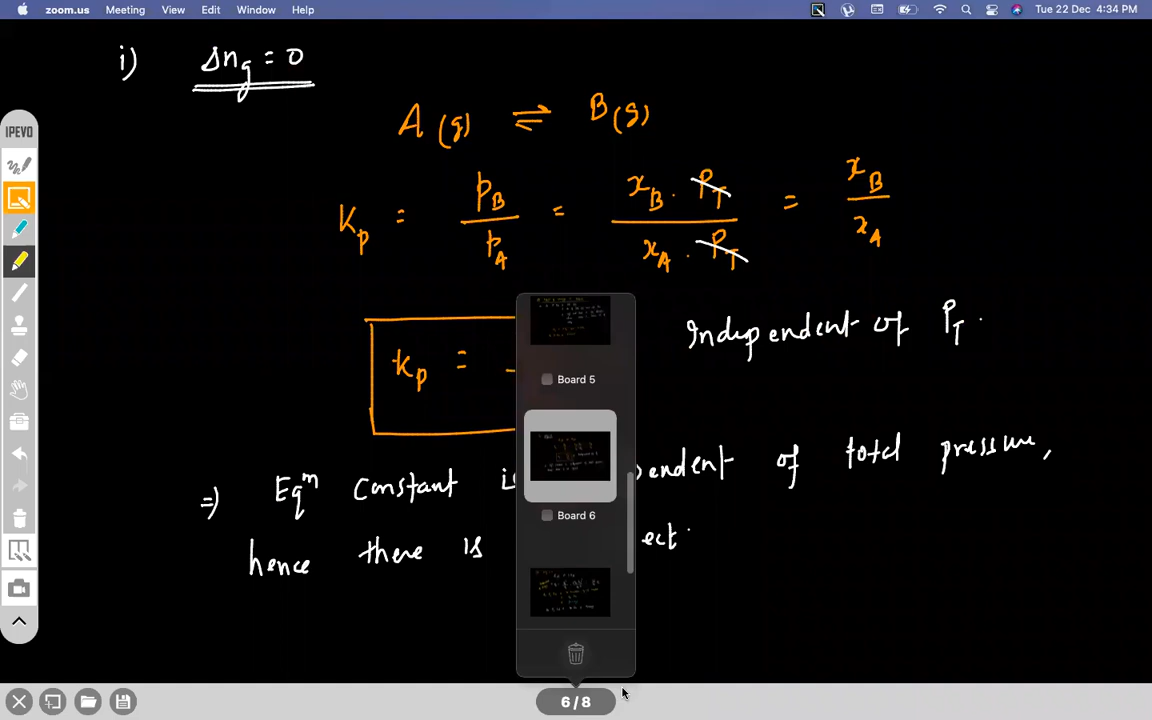 zoom.us Meeting View Edit Window Help Tue 22 Dec 4:34 PM
i) Δng = 0
IPEVO
A(g) ⇌ B(g)
Kp = pB / pA = xB · PT / xA · PT = xB / xA
Kp = Independent of PT.
Board 5
⇒ Eqm constant is pendent of total pressure,
Board 6
hence there is ect.
6 / 8